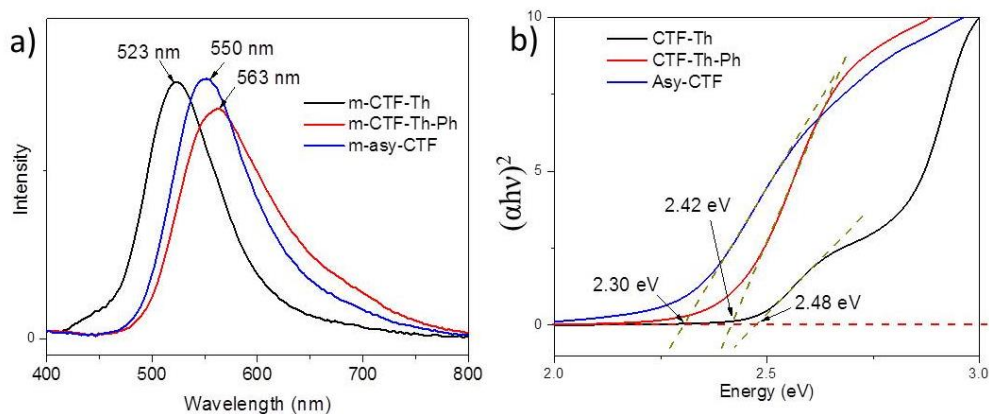 a)
523 nm
550 nm
563 nm
m-CTF-Th
m-CTF-Th-Ph
m-asy-CTF
Intensity
0
400 500 600 700 800
Wavelength (nm)
b)
CTF-Th
CTF-Th-Ph
Asy-CTF
(αhν)²
10
5
0
2.42 eV
2.30 eV
2.48 eV
2.0 2.5 3.0
Energy (eV)